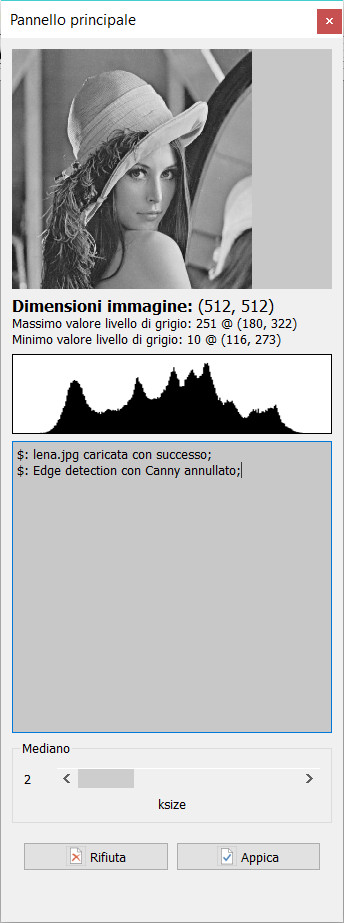 Pannello principale
Dimensioni immagine: (512, 512)
Massimo valore livello di grigio: 251 @ (180, 322)
Minimo valore livello di grigio: 10 @ (116, 273)
$: lena.jpg caricata con successo;
$: Edge detection con Canny annullato;
Mediano
2
ksize
Rifiuta
Appica